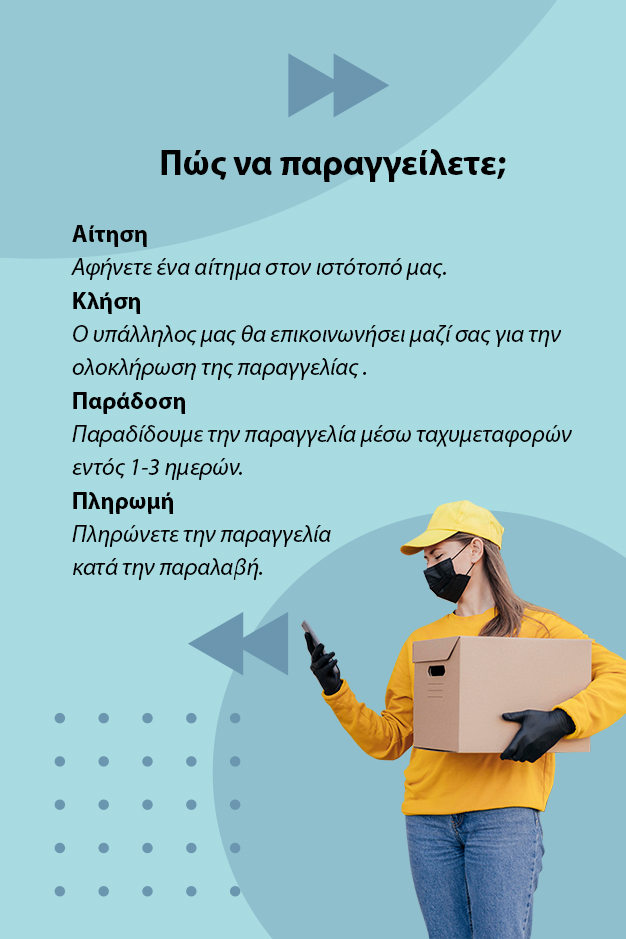 Πώς να παραγγείλετε;
Αίτηση
Αφήνετε ένα αίτημα στον ιστότοπό μας.
Κλήση
Ο υπάλληλος μας θα επικοινωνήσει μαζί σας για την
ολοκλήρωση της παραγγελίας .
Παράδοση
Παραδίδουμε την παραγγελία μέσω ταχυμεταφορών
εντός 1-3 ημερών.
Πληρωμή
Πληρώνετε την παραγγελία
κατά την παραλαβή.